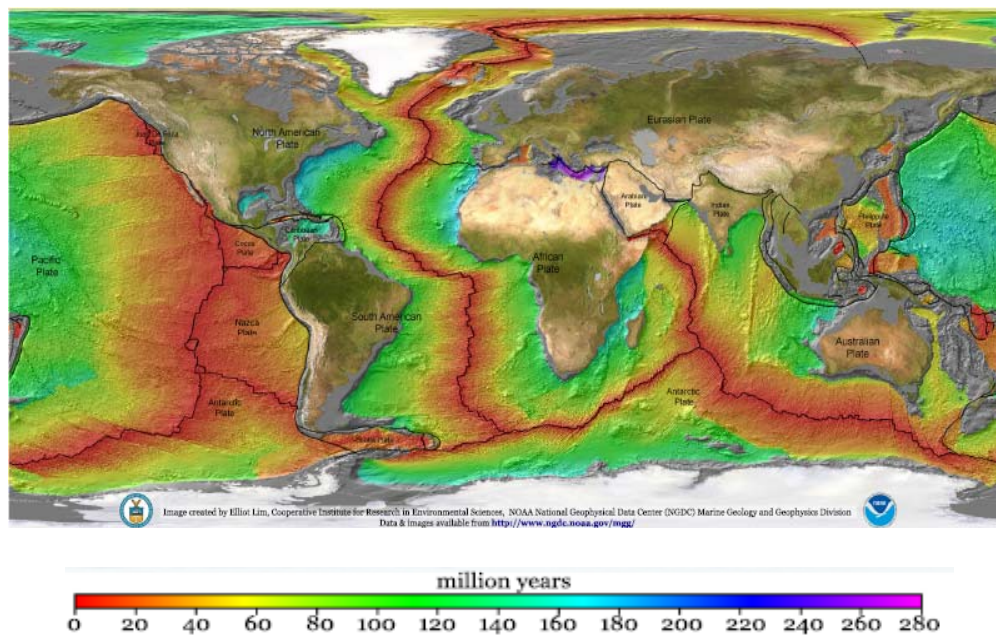 North American
Plate
Eurasian Plate
Arabian
Plate
Indian
Plate
Philippine
Plate
Caribbean
Plate
Cocos
Plate
Pacific
Plate
African
Plate
Nazca
Plate
South American
Plate
Australian
Plate
Antarctic
Plate
Antarctic
Plate
Scotia Plate
Image created by Elliot Lim, Cooperative Institute for Research in Environmental Sciences, NOAA National Geophysical Data Center (NGDC) Marine Geology and Geophysics Division
Data & images available from http://www.ngdc.noaa.gov/mgg/
million years
0 20 40 60 80 100 120 140 160 180 200 220 240 260 280